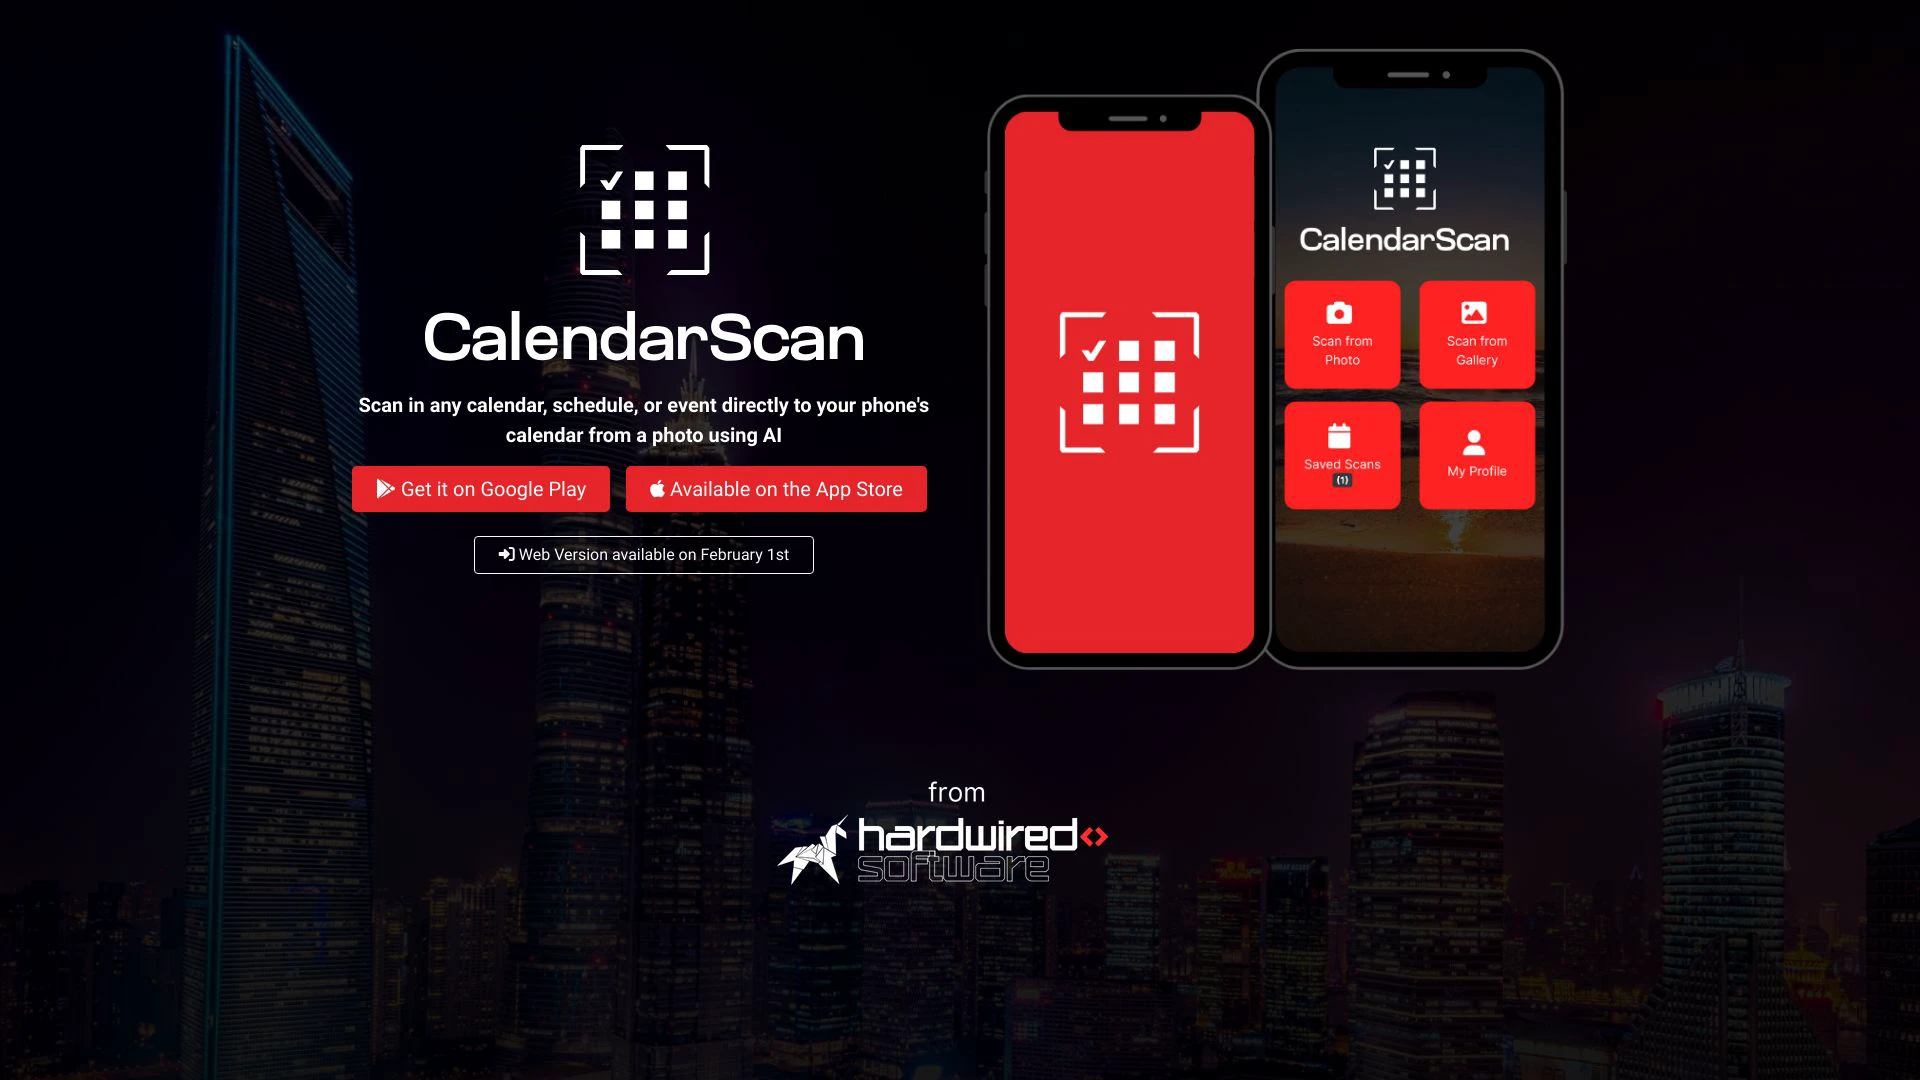 CalendarScan
Scan in any calendar, schedule, or event directly to your phone's
calendar from a photo using AI
Get it on Google Play
Available on the App Store
Web Version available on February 1st
CalendarScan
Scan from
Photo
Scan from
Gallery
Saved Scans
(1)
My Profile
from
hardwired<>
software